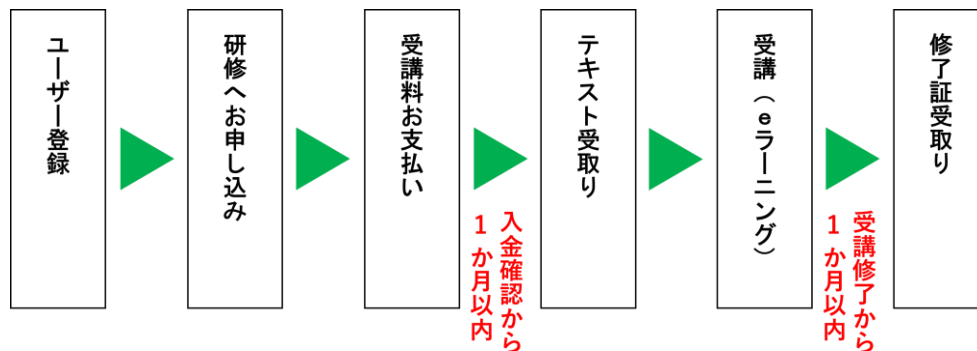 ユーザー登録
研修へお申し込み
受講料お支払い
入金確認から
1か月以内
テキスト受取り
受講（eラーニング）
受講修了から
1か月以内
修了証受取り